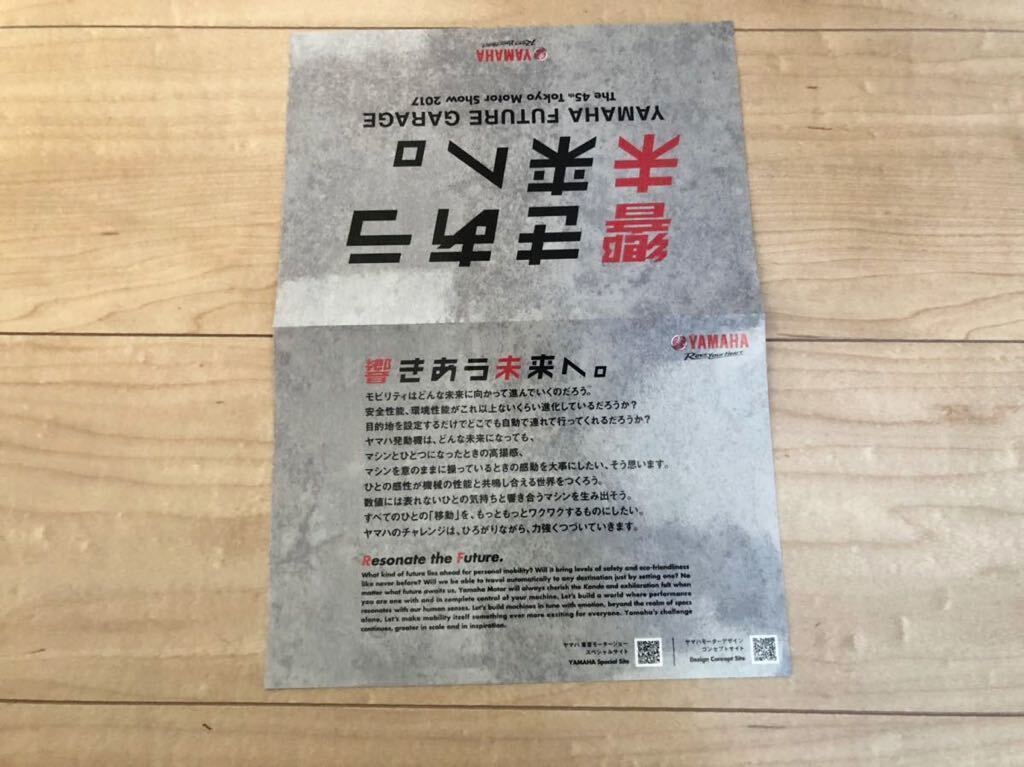 響きあう
未来へ。
YAMAHA FUTURE GARAGE
The 45th Tokyo Motor Show 2017
YAMAHA
Revs Your Heart
YAMAHA
Revs Your Heart
響きあう未来へ。
モビリティはどんな未来に向かって進んでいくのだろう。
安全性能、環境性能がこれ以上ないくらい進化しているだろうか？
目的地を設定するだけでどこでも自動で連れて行ってくれるだろうか？
ヤマハ発動機は、どんな未来になっても、
マシンとひとつになったときの高揚感、
マシンを意のままに操っているときの感動を大事にしたい、そう思います。
ひとの感性が機械の性能と共鳴し合える世界をつくろう。
数値には表れないひとの気持ちと響き合うマシンを生み出そう。
すべてのひとの「移動」を、もっともっとワクワクするものにしたい。
ヤマハのチャレンジは、ひろがりながら、力強くつづいていきます。
Resonate the Future.
What kind of future lies ahead for personal mobility? Will it bring levels of safety and eco-friendliness
like never before? Will we be able to travel automatically to any destination just by setting one? No
matter what future awaits us, Yamaha Motor will always cherish the Kando and exhilaration felt when
you are one with and in complete control of your machine. Let's build a world where performance
resonates with our human senses. Let's build machines in tune with emotion, beyond the realm of specs
alone. Let's make mobility itself something ever more exciting for everyone. Yamaha's challenge
continues, greater in scale and in inspiration.
ヤマハ 東京モーターショー
スペシャルサイト
YAMAHA Special Site
ヤマハモーターデザイン
コンセプトサイト
Design Concept Site